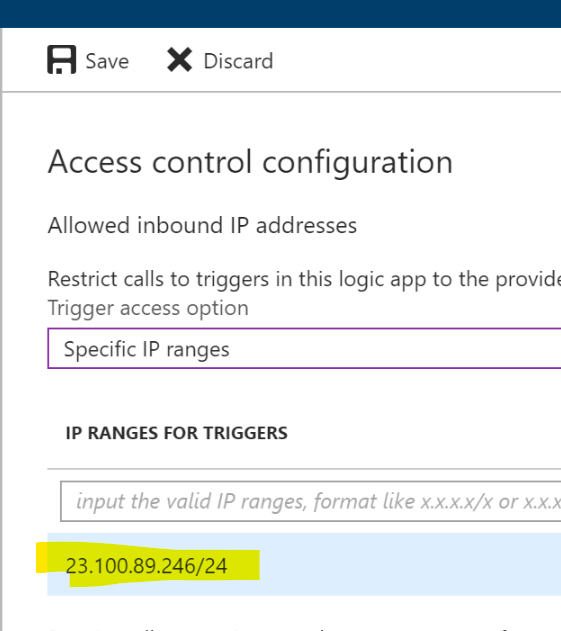 Save Discard
Access control configuration
Allowed inbound IP addresses
Restrict calls to triggers in this logic app to the provide
Trigger access option
Specific IP ranges
IP RANGES FOR TRIGGERS
input the valid IP ranges, format like x.x.x.x/x or x.x.x
23.100.89.246/24